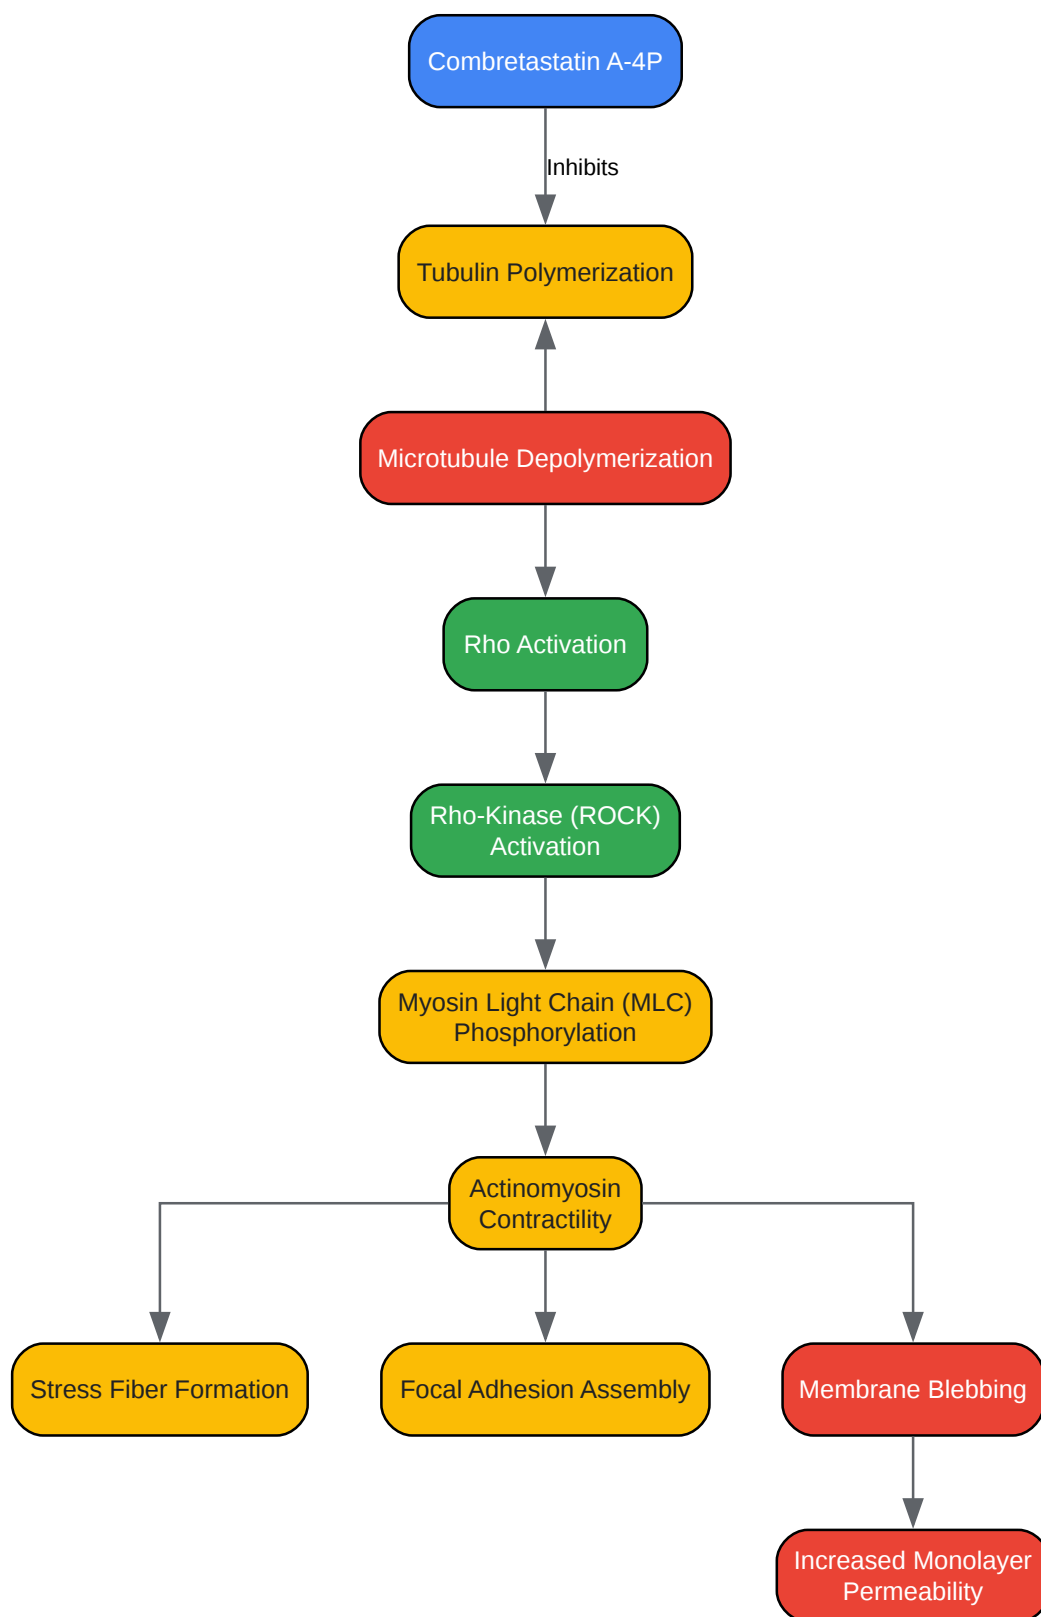 Combretastatin A-4P
Inhibits
Tubulin Polymerization
Microtubule Depolymerization
Rho Activation
Rho-Kinase (ROCK)
Activation
Myosin Light Chain (MLC)
Phosphorylation
Actinomyosin
Contractility
Stress Fiber Formation
Focal Adhesion Assembly
Membrane Blebbing
Increased Monolayer
Permeability